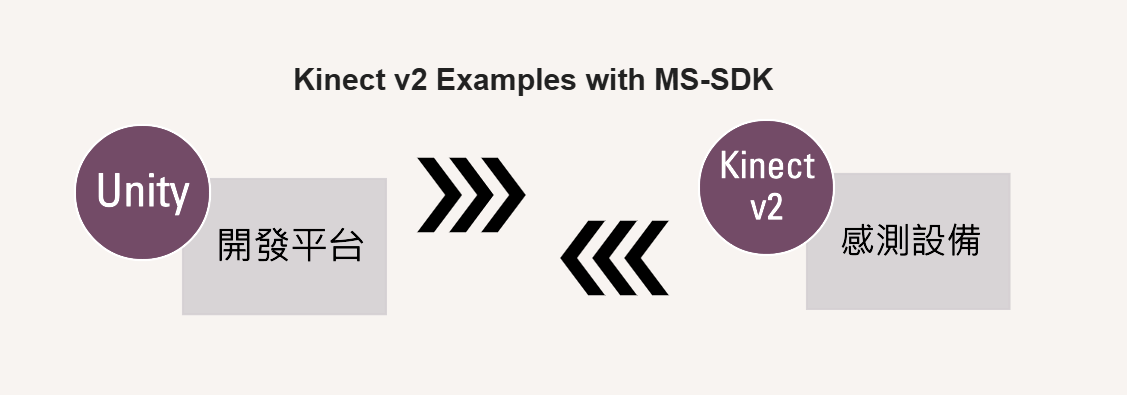 Kinect v2 Examples with MS-SDK
Unity
開發平台
Kinect
v2
感測設備